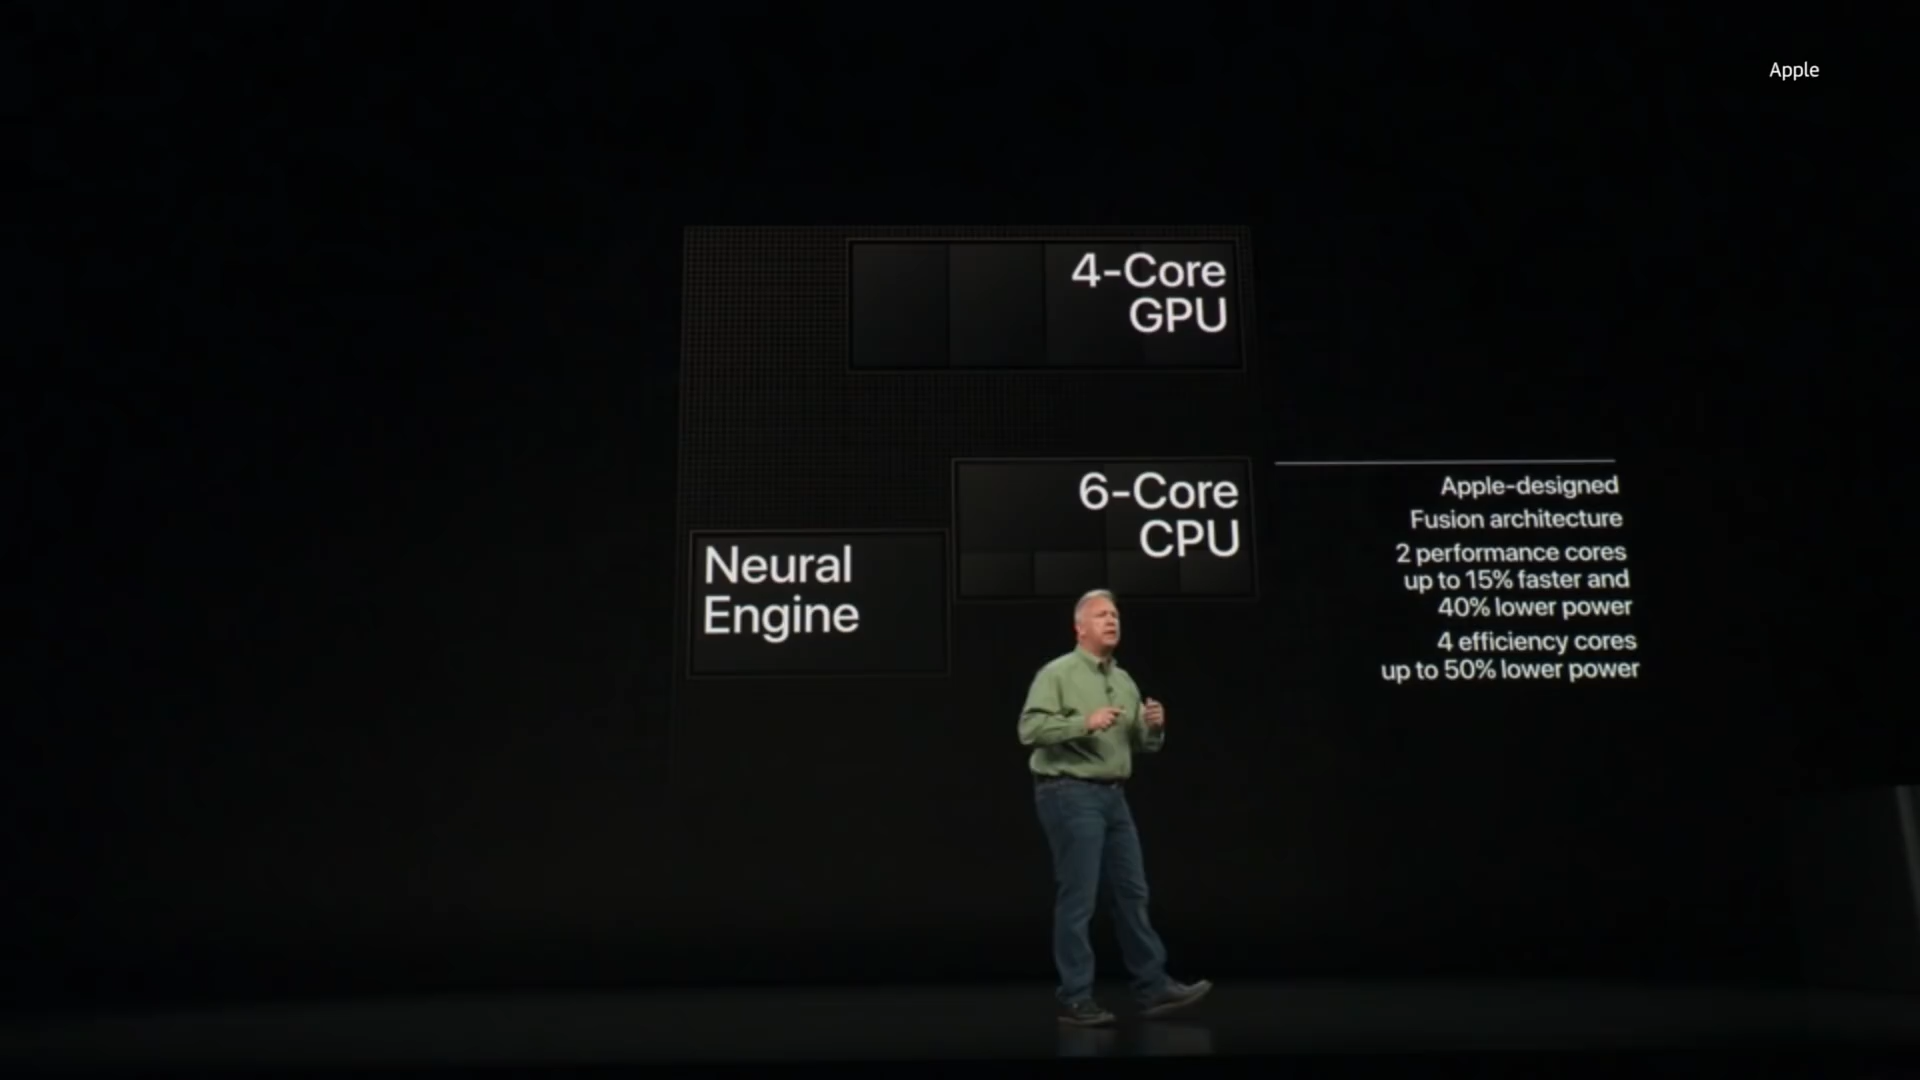 Apple
4-Core
GPU
6-Core
CPU
Neural
Engine
Apple-designed
Fusion architecture
2 performance cores
up to 15% faster and
40% lower power
4 efficiency cores
up to 50% lower power